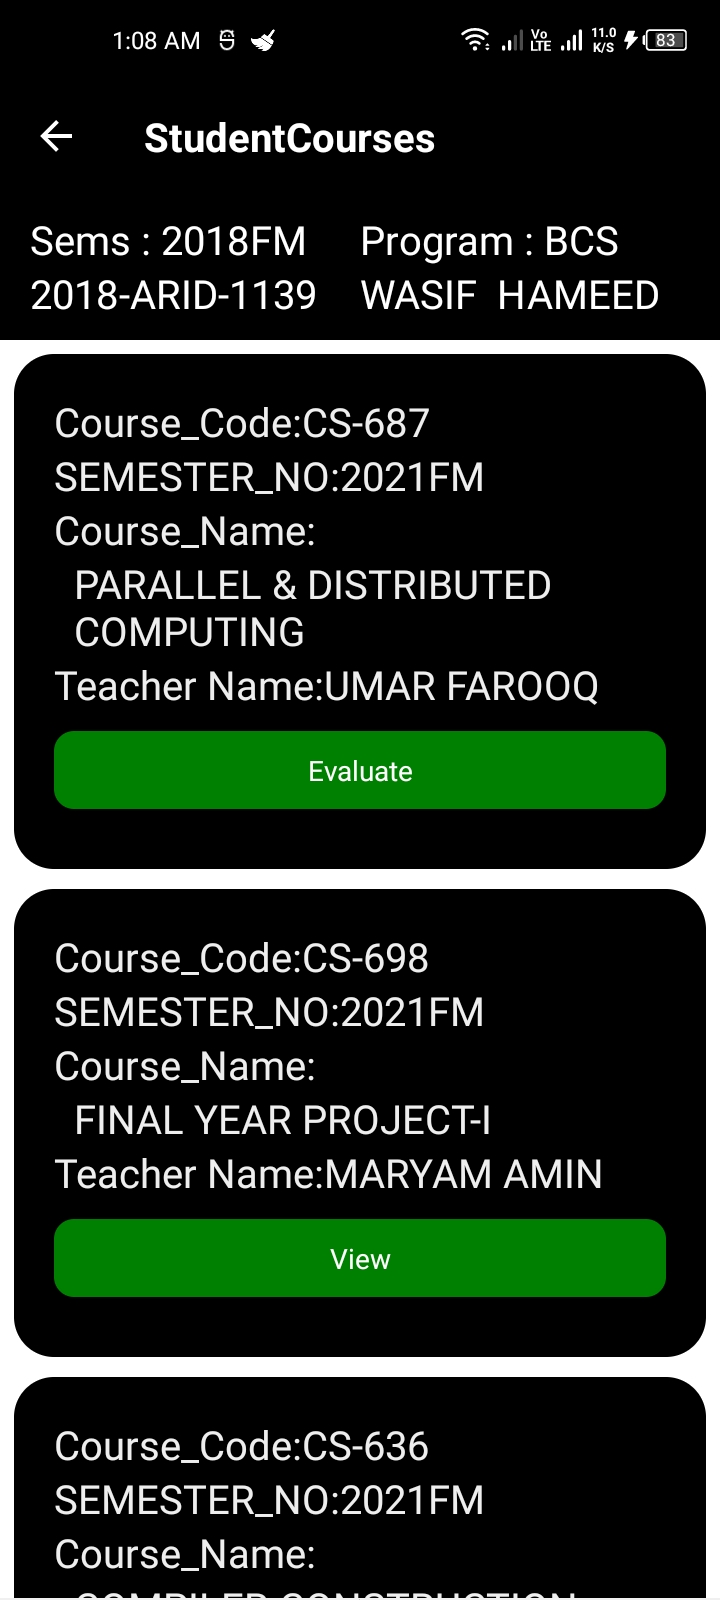 1:08 AM Vo LTE 11.0 K/S 83
StudentCourses
Sems : 2018FM Program : BCS
2018-ARID-1139 WASIF HAMEED
Course_Code:CS-687
SEMESTER_NO:2021FM
Course_Name:
PARALLEL & DISTRIBUTED
COMPUTING
Teacher Name:UMAR FAROOQ
Evaluate
Course_Code:CS-698
SEMESTER_NO:2021FM
Course_Name:
FINAL YEAR PROJECT-I
Teacher Name:MARYAM AMIN
View
Course_Code:CS-636
SEMESTER_NO:2021FM
Course_Name:
COMPILER CONSTRUCTION